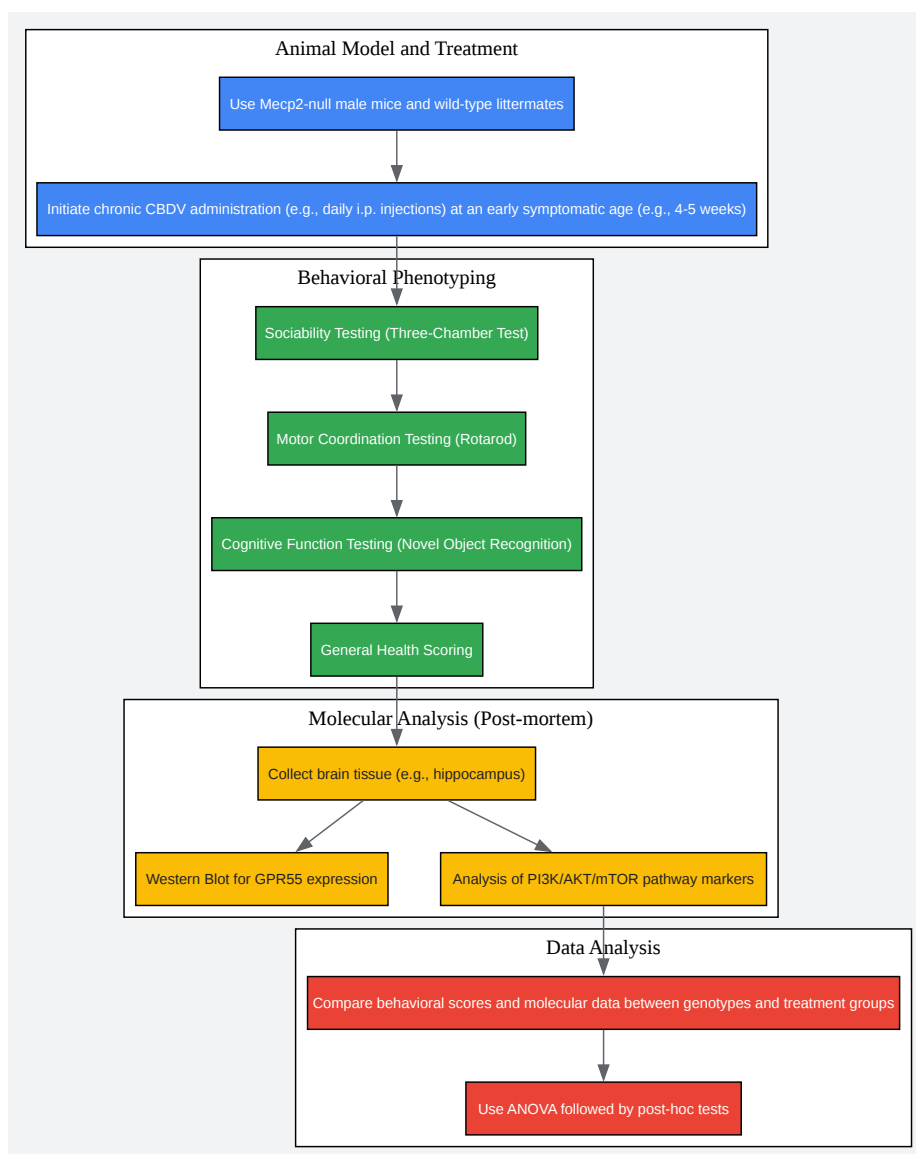 Animal Model and Treatment
Use Mecp2-null male mice and wild-type littermates
Initiate chronic CBDV administration (e.g., daily i.p. injections) at an early symptomatic age (e.g., 4-5 weeks)
Behavioral Phenotyping
Sociability Testing (Three-Chamber Test)
Motor Coordination Testing (Rotarod)
Cognitive Function Testing (Novel Object Recognition)
General Health Scoring
Molecular Analysis (Post-mortem)
Collect brain tissue (e.g., hippocampus)
Western Blot for GPR55 expression
Analysis of PI3K/AKT/mTOR pathway markers
Data Analysis
Compare behavioral scores and molecular data between genotypes and treatment groups
Use ANOVA followed by post-hoc tests